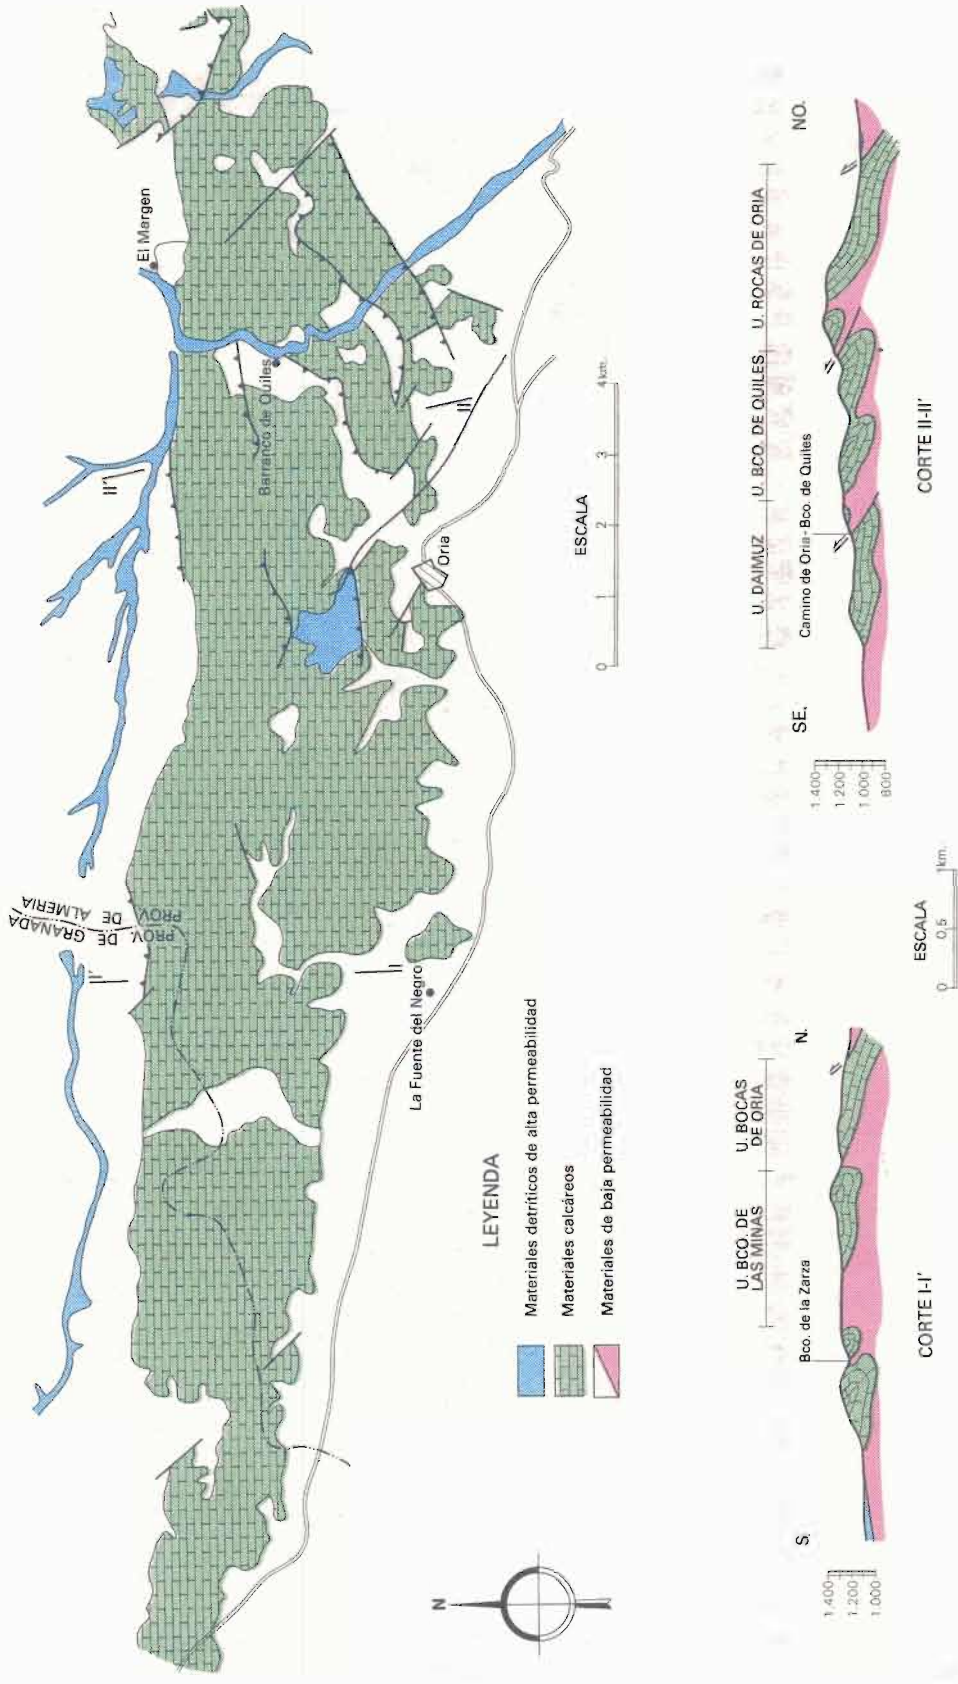 PROV. DE GRANADA
PROV. DE ALMERIA
I'
II'
El Margen
Barranco de Quiles
II
Oria
I
La Fuente del Negro
N
LEYENDA
Materiales detríticos de alta permeabilidad
Materiales calcáreos
Materiales de baja permeabilidad
ESCALA
0 1 2 3 4 km.
S.
N.
Bco. de la Zarza
U. BCO. DE
LAS MINAS
U. BOCAS
DE ORIA
1.400
1.200
1.000
CORTE I-I'
ESCALA
0 0,5 1 km.
SE.
NO.
U. DAIMUZ
U. BCO. DE QUILES
U. ROCAS DE ORIA
Camino de Oria - Bco. de Quiles
1.400
1.200
1.000
800
CORTE II-II'